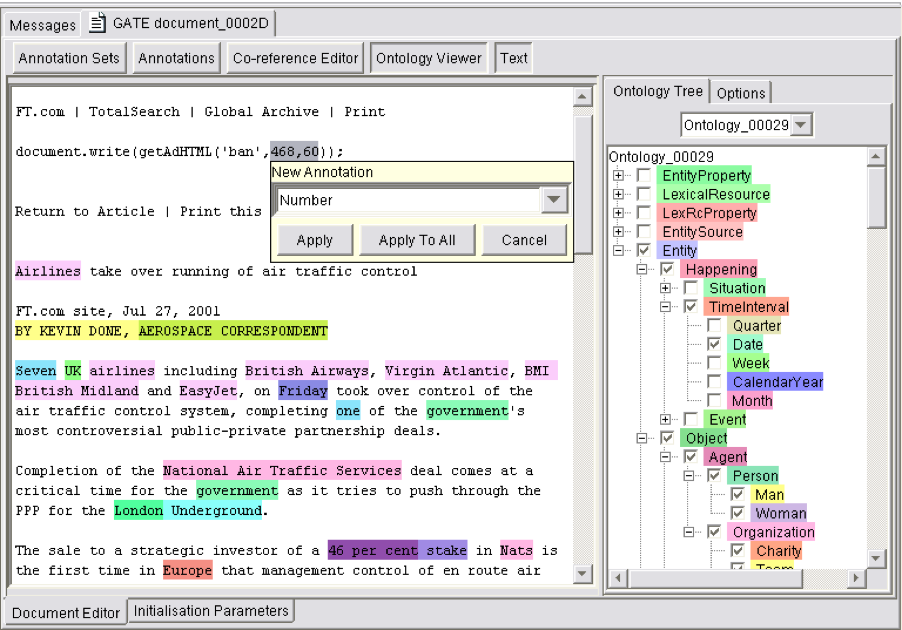 Messages GATE document_0002D
Annotation Sets Annotations Co-reference Editor Ontology Viewer Text
FT.com | TotalSearch | Global Archive | Print
document.write(getAdHTML('ban',468,60));
New Annotation
Number
Return to Article | Print this
Apply Apply To All Cancel
Airlines take over running of air traffic control
FT.com site, Jul 27, 2001
BY KEVIN DONE, AEROSPACE CORRESPONDENT
Seven UK airlines including British Airways, Virgin Atlantic, BMI
British Midland and EasyJet, on Friday took over control of the
air traffic control system, completing one of the government's
most controversial public-private partnership deals.
Completion of the National Air Traffic Services deal comes at a
critical time for the government as it tries to push through the
PPP for the London Underground.
The sale to a strategic investor of a 46 per cent stake in Nats is
the first time in Europe that management control of en route air
Ontology Tree Options
Ontology_00029
Ontology_00029
EntityProperty
LexicalResource
LexRcProperty
EntitySource
Entity
Happening
Situation
TimeInterval
Quarter
Date
Week
CalendarYear
Month
Event
Object
Agent
Person
Man
Woman
Organization
Charity
Team
Document Editor Initialisation Parameters